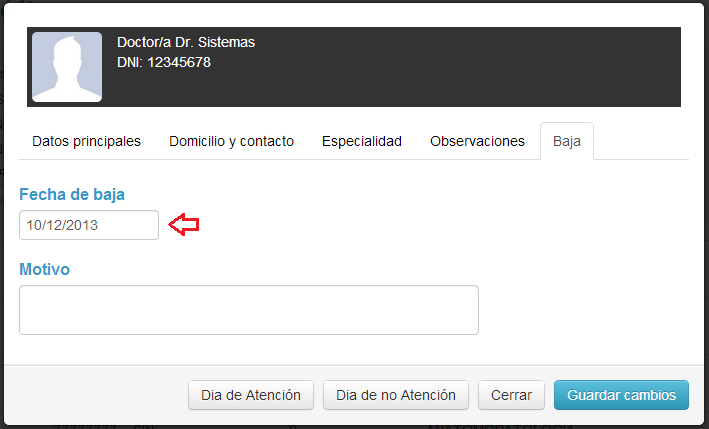 Doctor/a Dr. Sistemas
DNI: 12345678
Datos principales Domicilio y contacto Especialidad Observaciones Baja
Fecha de baja
10/12/2013
Motivo
Dia de Atención Dia de no Atención Cerrar Guardar cambios